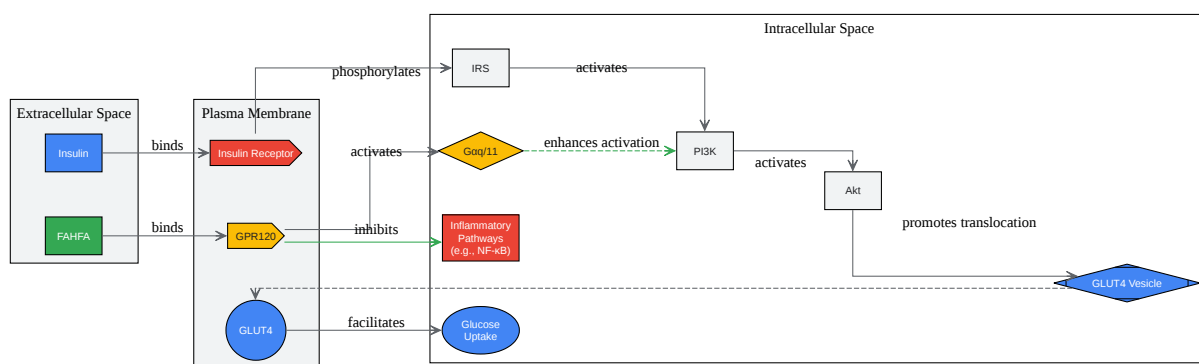 Intracellular Space
Extracellular Space
Plasma Membrane
phosphorylates
IRS
activates
Insulin
binds
Insulin Receptor
activates
Gαq/11
enhances activation
PI3K
activates
Akt
FAHFA
binds
GPR120
inhibits
Inflammatory
Pathways
(e.g., NF-κB)
promotes translocation
GLUT4 Vesicle
GLUT4
facilitates
Glucose
Uptake